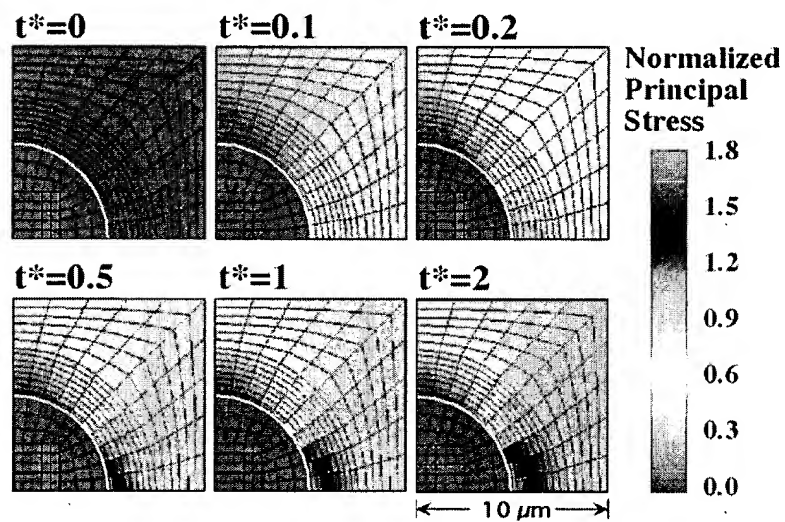 t*=0
t*=0.1
t*=0.2
Normalized
Principal
Stress
1.8
1.5
1.2
0.9
0.6
0.3
0.0
t*=0.5
t*=1
t*=2
10 µm